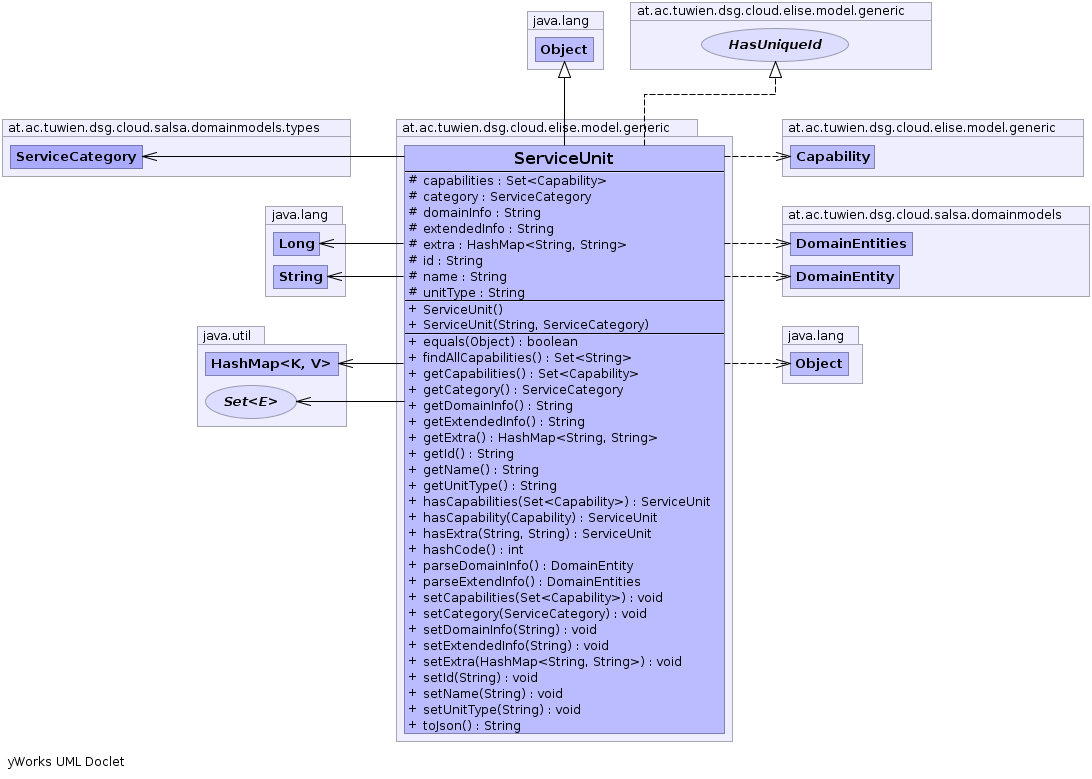 at.ac.tuwien.dsg.cloud.elise.model.generic
HasUniqueId
java.lang
Object
at.ac.tuwien.dsg.cloud.salsa.domainmodels.types
ServiceCategory
java.lang
Long
String
java.util
HashMap<K, V>
Set<E>
at.ac.tuwien.dsg.cloud.elise.model.generic
ServiceUnit
# capabilities : Set<Capability>
# category : ServiceCategory
# domainInfo : String
# extendedInfo : String
# extra : HashMap<String, String>
# id : String
# name : String
# unitType : String
+ ServiceUnit()
+ ServiceUnit(String, ServiceCategory)
+ equals(Object) : boolean
+ findAllCapabilities() : Set<String>
+ getCapabilities() : Set<Capability>
+ getCategory() : ServiceCategory
+ getDomainInfo() : String
+ getExtendedInfo() : String
+ getExtra() : HashMap<String, String>
+ getId() : String
+ getName() : String
+ getUnitType() : String
+ hasCapabilities(Set<Capability>) : ServiceUnit
+ hasCapability(Capability) : ServiceUnit
+ hasExtra(String, String) : ServiceUnit
+ hashCode() : int
+ parseDomainInfo() : DomainEntity
+ parseExtendInfo() : DomainEntities
+ setCapabilities(Set<Capability>) : void
+ setCategory(ServiceCategory) : void
+ setDomainInfo(String) : void
+ setExtendedInfo(String) : void
+ setExtra(HashMap<String, String>) : void
+ setId(String) : void
+ setName(String) : void
+ setUnitType(String) : void
+ toJson() : String
at.ac.tuwien.dsg.cloud.elise.model.generic
Capability
at.ac.tuwien.dsg.cloud.salsa.domainmodels
DomainEntities
DomainEntity
java.lang
Object
yWorks UML Doclet